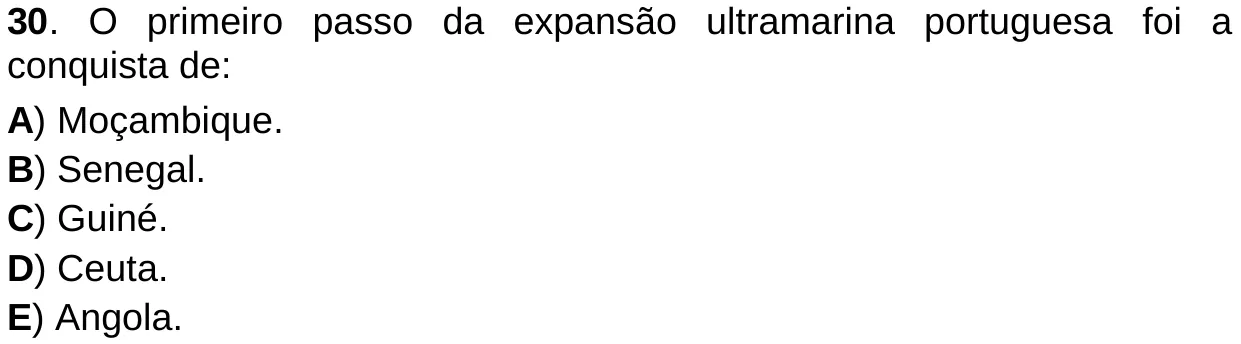 30. O primeiro passo da expansão ultramarina portuguesa foi a
conquista de:
A) Moçambique.
B) Senegal.
C) Guiné.
D) Ceuta.
E) Angola.